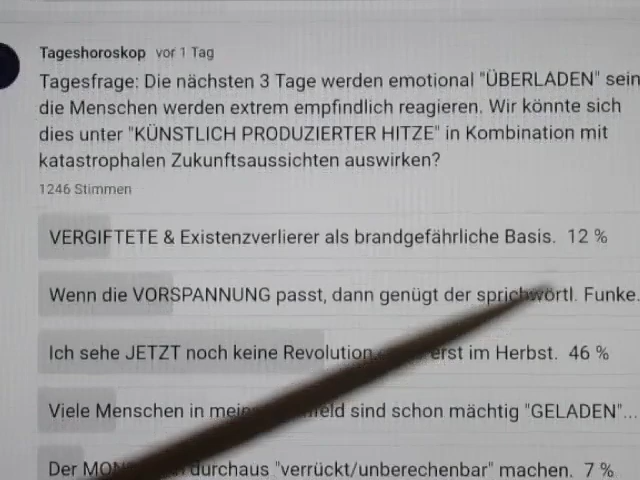 Tageshoroskop vor 1 Tag
Tagesfrage: Die nächsten 3 Tage werden emotional "ÜBERLADEN" sein
die Menschen werden extrem empfindlich reagieren. Wir könnte sich
dies unter "KÜNSTLICH PRODUZIERTER HITZE" in Kombination mit
katastrophalen Zukunftsaussichten auswirken?
1246 Stimmen
VERGIFTETE & Existenzverlierer als brandgefährliche Basis. 12 %
Wenn die VORSPANNUNG passt, dann genügt der sprichwörtl. Funke.
Ich sehe JETZT noch keine Revolution, erst im Herbst. 46 %
Viele Menschen in sind schon mächtig "GELADEN"...
Der durchaus "verrückt/unberechenbar" machen. 7 %